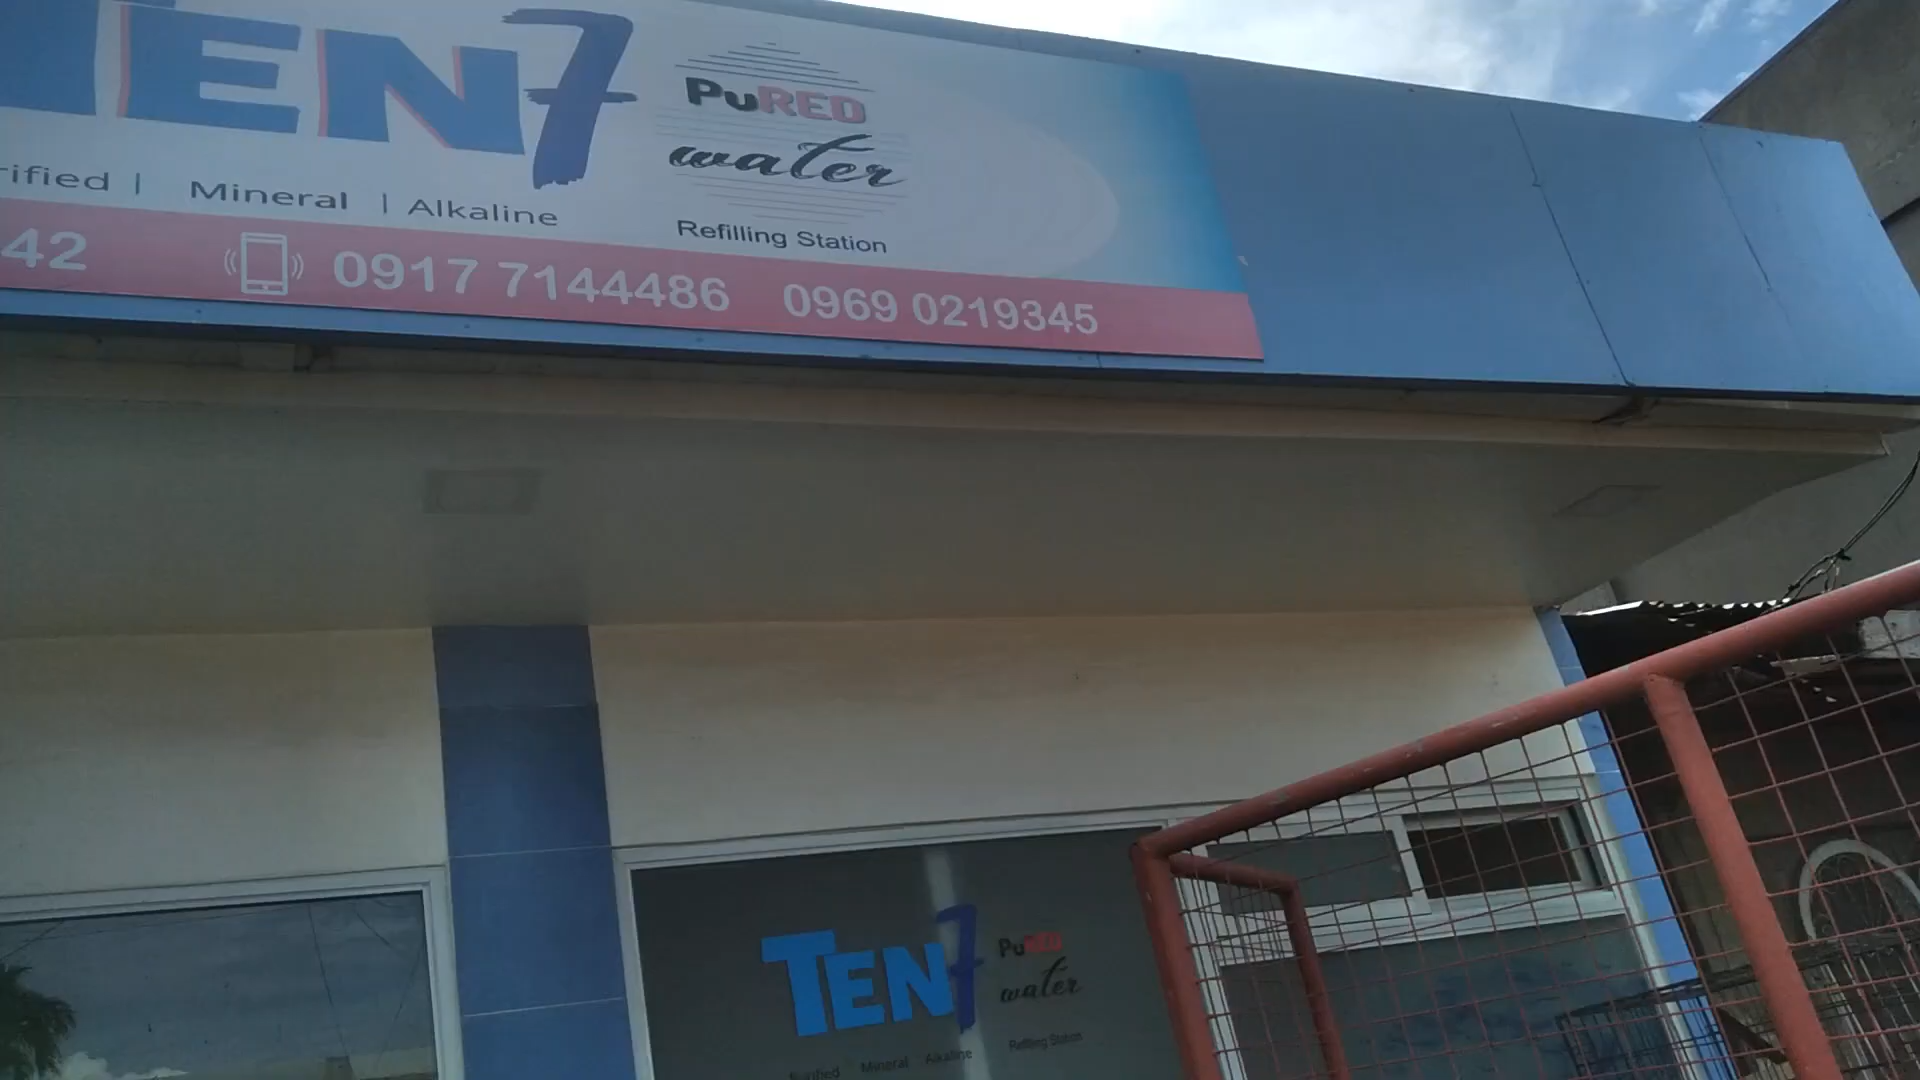 TEN7
PuRED
water
rified | Mineral | Alkaline
Refilling Station
42 0917 7144486 0969 0219345
TEN7
PuRED
water
Purified Mineral Alkaline
Refilling Station